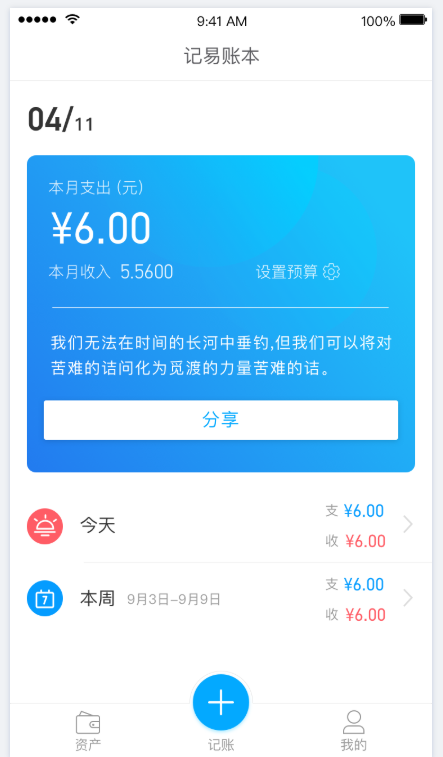 9:41 AM
100%
记易账本
04/11
本月支出 (元)
¥6.00
本月收入 5.5600
设置预算
我们无法在时间的长河中垂钓,但我们可以将对
苦难的诘问化为觅渡的力量苦难的诘。
分享
今天
支 ¥6.00
收 ¥6.00
7
本周 9月3日-9月9日
支 ¥6.00
收 ¥6.00
资产
记账
我的